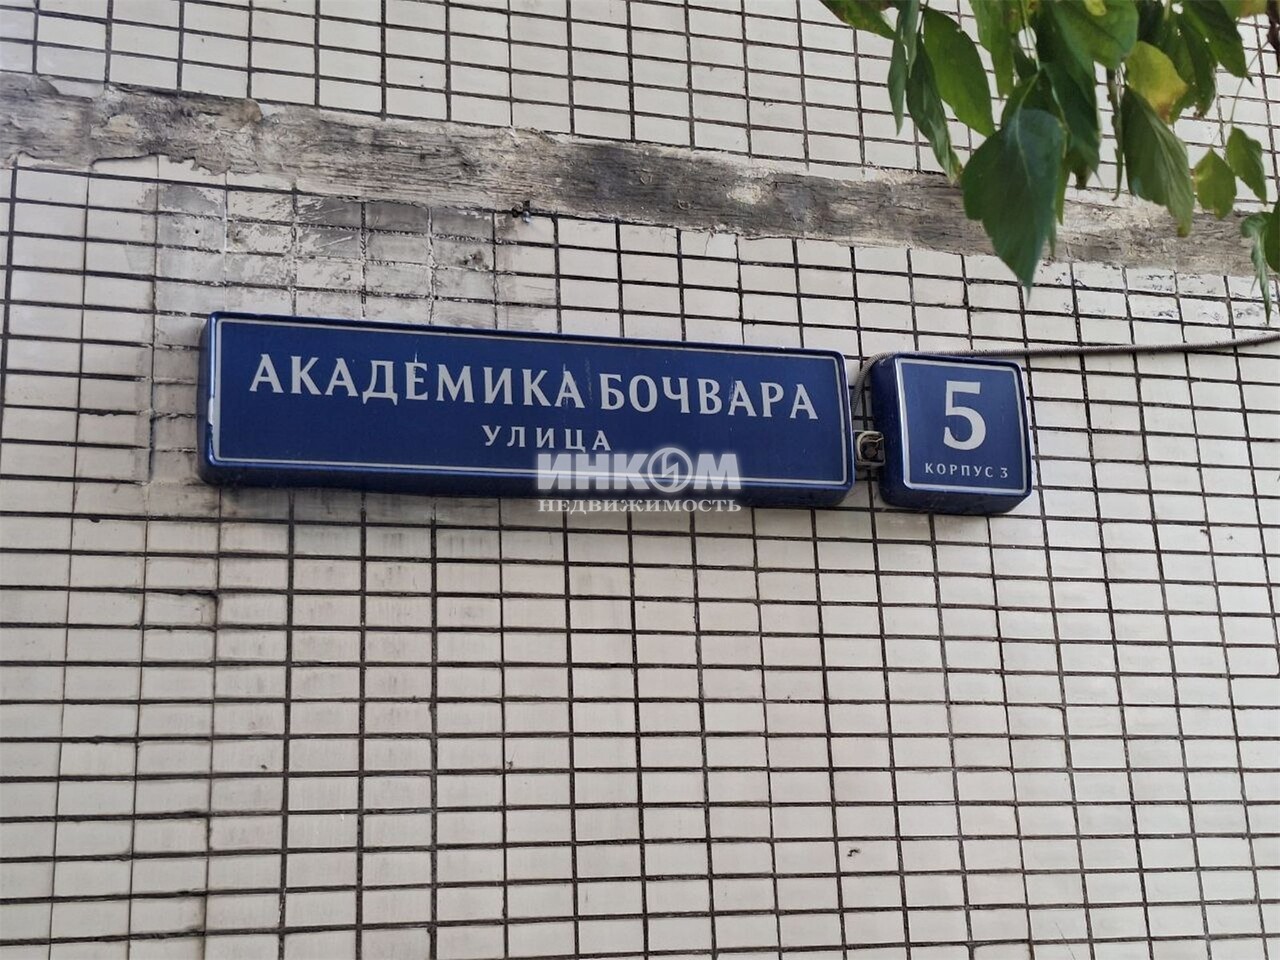 АКАДЕМИКА БОЧВАРА
УЛИЦА
5
КОРПУС 3
ИНКОМ
НЕДВИЖИМОСТЬ